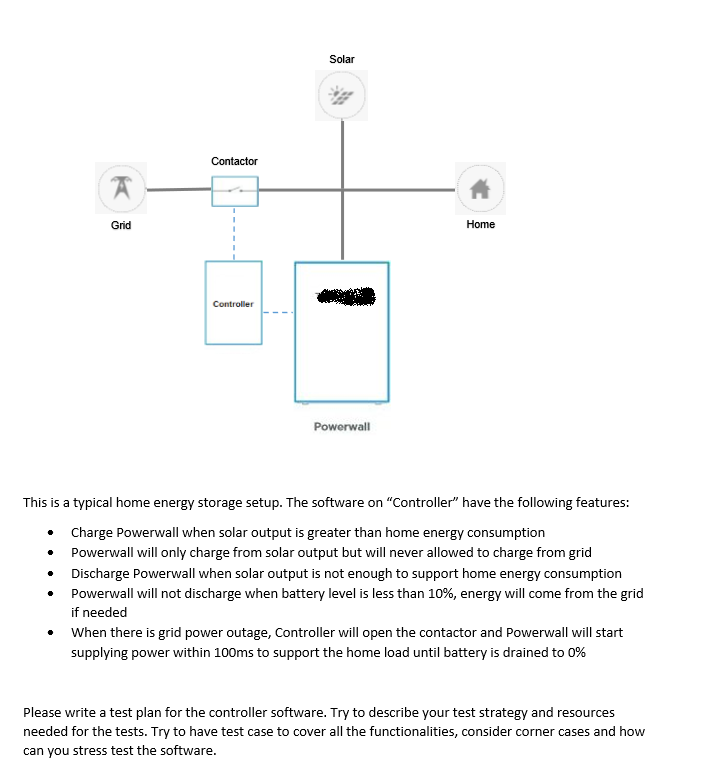 Solar
Contactor
Grid
Home
Controller
Powerwall
This is a typical home energy storage setup. The software on “Controller” have the following features:
• Charge Powerwall when solar output is greater than home energy consumption
• Powerwall will only charge from solar output but will never allowed to charge from grid
• Discharge Powerwall when solar output is not enough to support home energy consumption
• Powerwall will not discharge when battery level is less than 10%, energy will come from the grid
if needed
• When there is grid power outage, Controller will open the contactor and Powerwall will start
supplying power within 100ms to support the home load until battery is drained to 0%
Please write a test plan for the controller software. Try to describe your test strategy and resources
needed for the tests. Try to have test case to cover all the functionalities, consider corner cases and how
can you stress test the software.